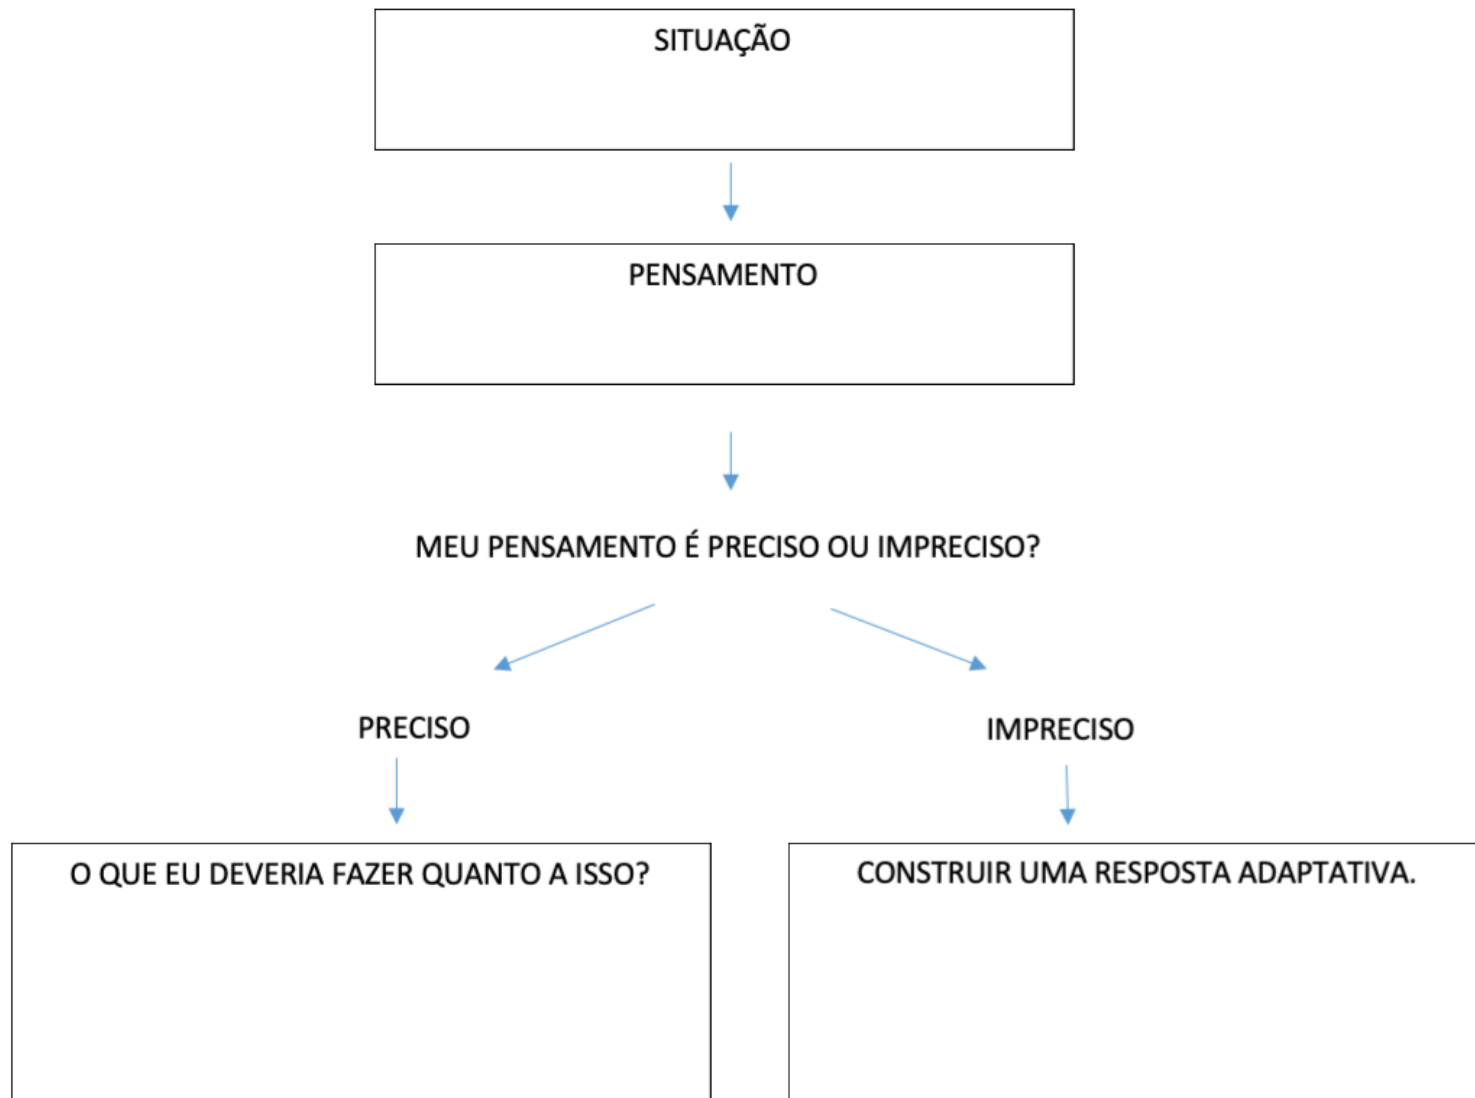 SITUAÇÃO
PENSAMENTO
MEU PENSAMENTO É PRECISO OU IMPRECISO?
PRECISO
IMPRECISO
O QUE EU DEVERIA FAZER QUANTO A ISSO?
CONSTRUIR UMA RESPOSTA ADAPTATIVA.